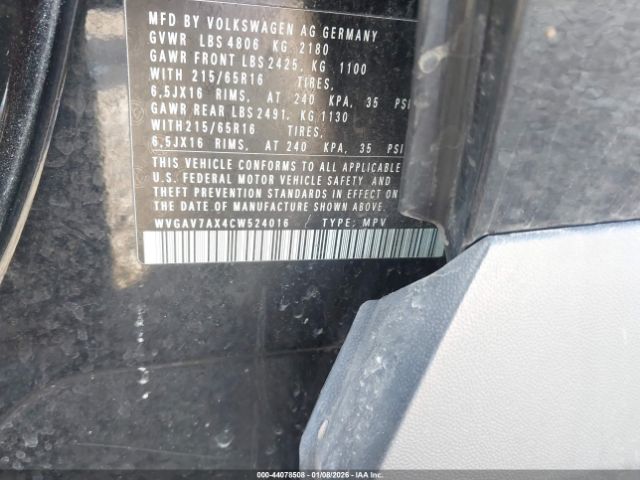 MFD BY VOLKSWAGEN AG GERMANY
GVWR LBS 4806 KG 2180
GAWR FRONT LBS 2425, KG 1100
WITH 215/65R16 TIRES,
6,5JX16 RIMS, AT 240 KPA, 35 PSI
GAWR REAR LBS 2491, KG 1130
WITH 215/65R16 TIRES,
6,5JX16 RIMS, AT 240 KPA, 35 PSI
THIS VEHICLE CONFORMS TO ALL APPLICABLE
U.S. FEDERAL MOTOR VEHICLE SAFETY AND
THEFT PREVENTION STANDARDS IN EFFECT ON
THE DATE OF MANUFACTURE SHOWN ABOVE.
WVGAV7AX4CW524016 TYPE: MPV
000-44078508 - 01/08/2026 - IAAI.COM